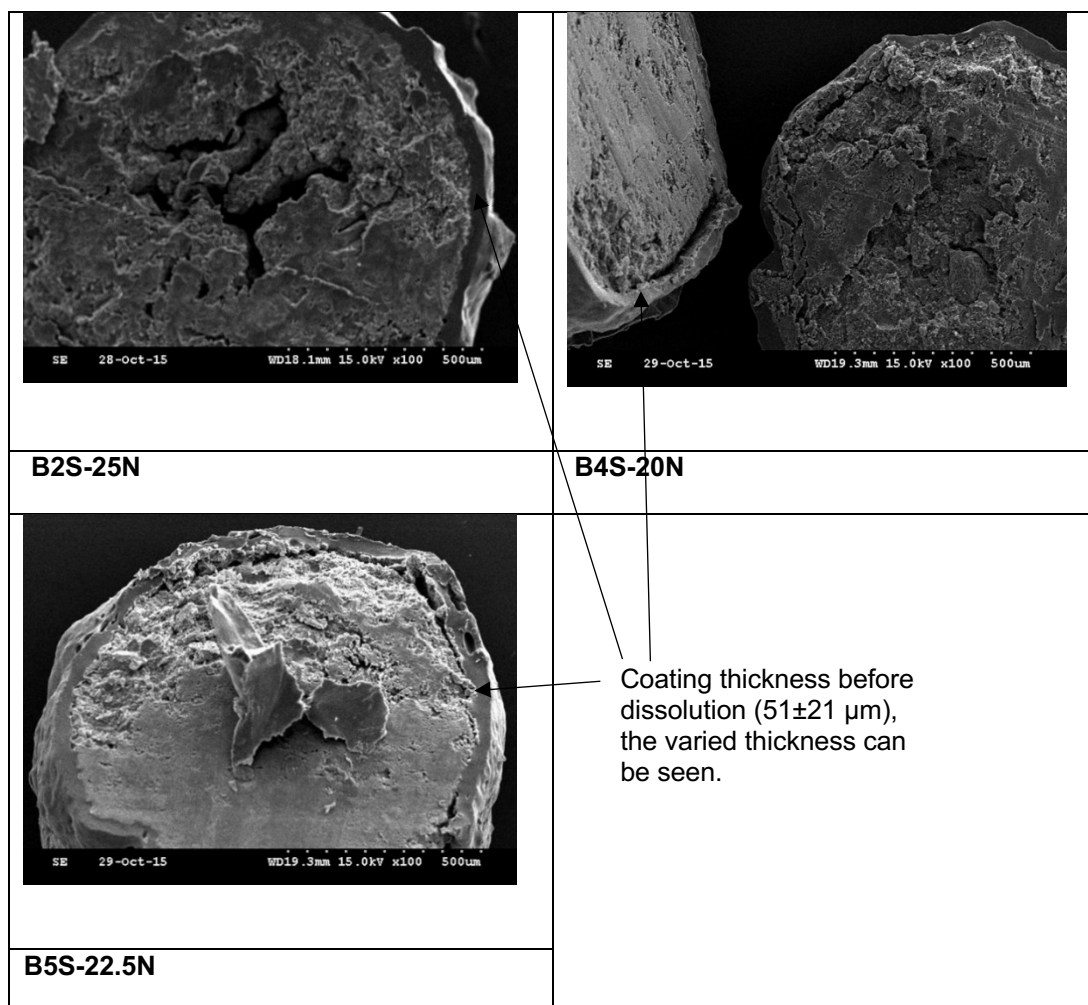 SE 28-Oct-15 WD18.1mm 15.0kV x100 500um
SE 29-Oct-15 WD19.3mm 15.0kV x100 500um
B2S-25N
B4S-20N
Coating thickness before
dissolution (51±21 µm),
the varied thickness can
be seen.
SE 29-Oct-15 WD19.3mm 15.0kV x100 500um
B5S-22.5N